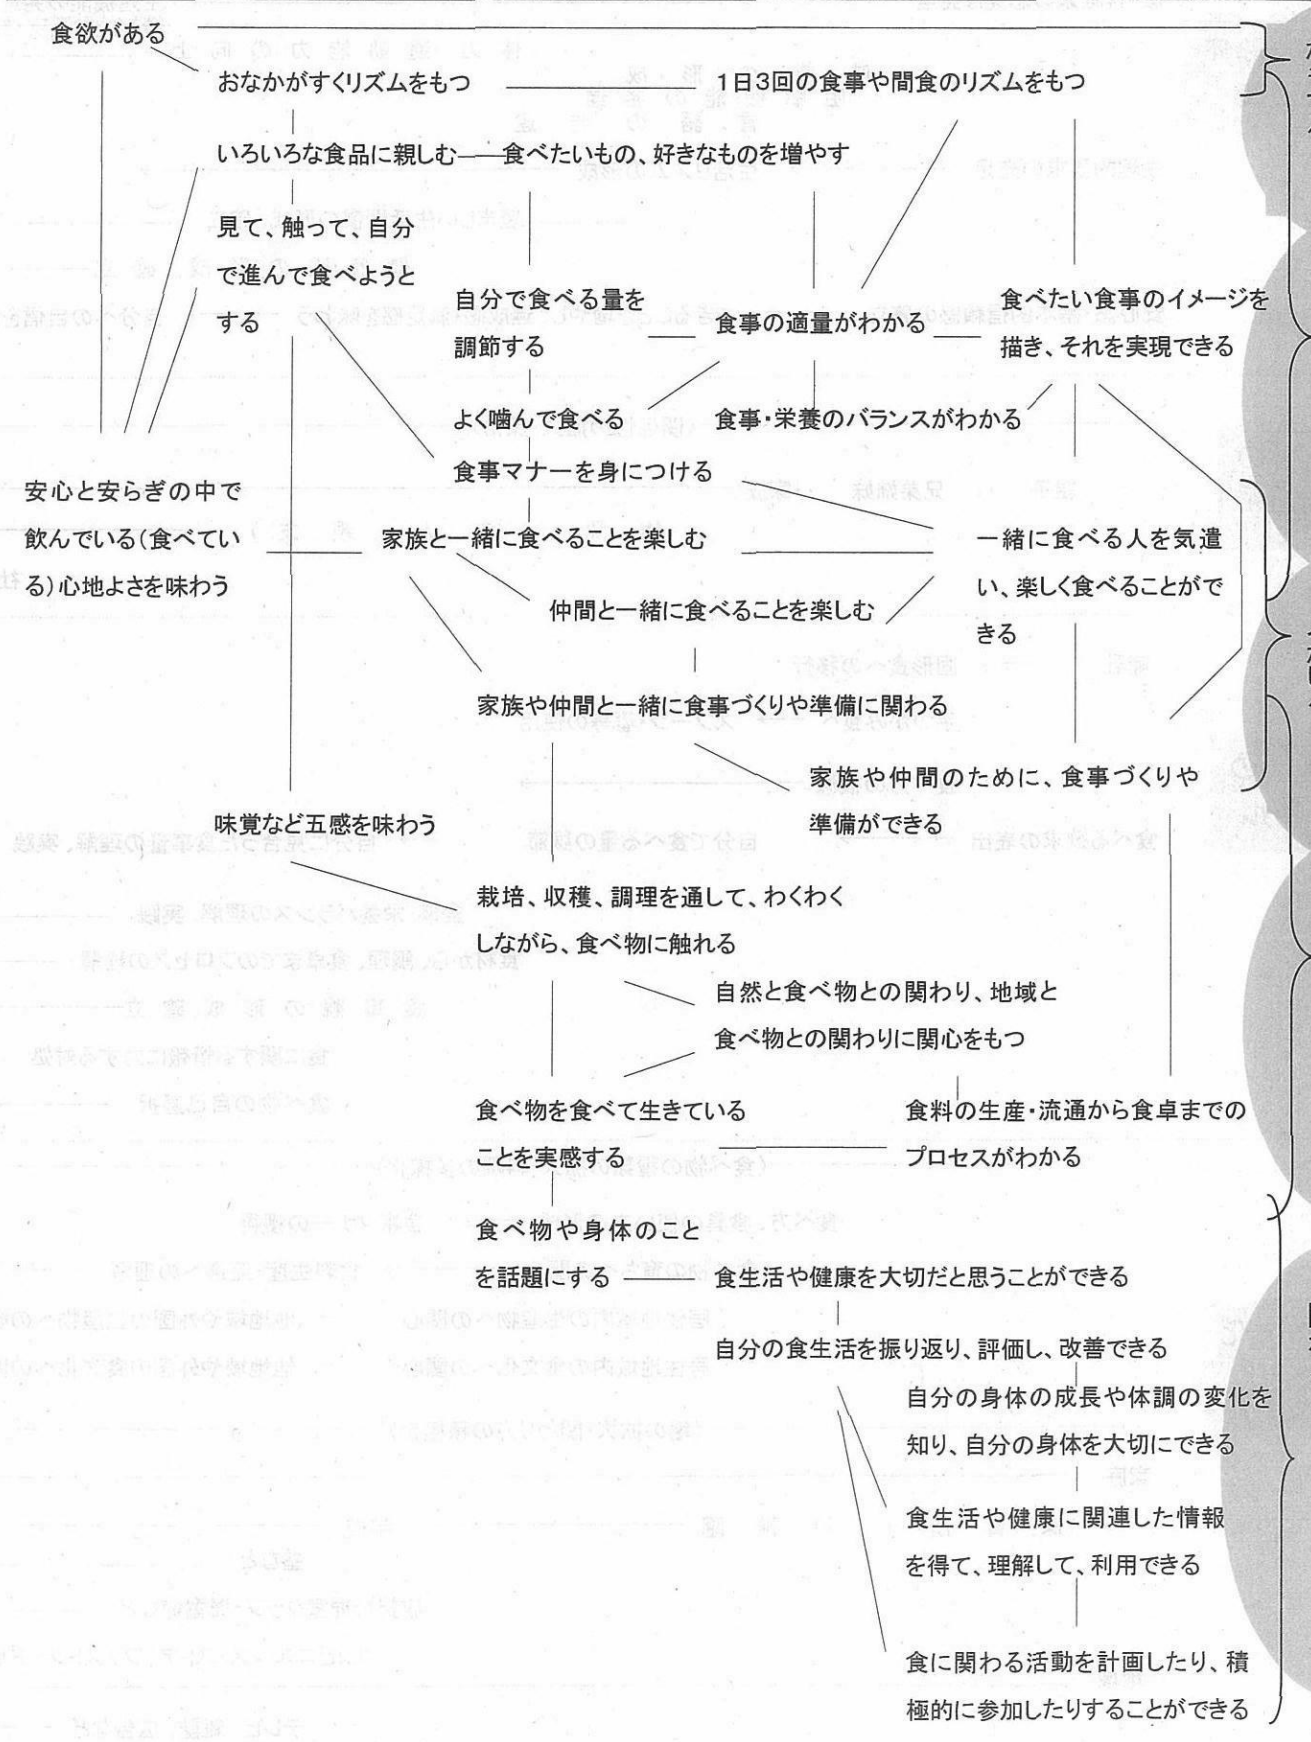 食欲がある
おなかがすくリズムをもつ
1日3回の食事や間食のリズムをもつ
いろいろな食品に親しむ
食べたいもの、好きなものを増やす
見て、触って、自分
で進んで食べようと
する
自分で食べる量を
調節する
食事の適量がわかる
食べたい食事のイメージを
描き、それを実現できる
よく噛んで食べる
食事・栄養のバランスがわかる
食事マナーを身につける
安心と安らぎの中で
飲んでいる(食べてい
る)心地よさを味わう
家族と一緒に食べることを楽しむ
一緒に食べる人を気遣
い、楽しく食べることがで
きる
仲間と一緒に食べることを楽しむ
家族や仲間と一緒に食事づくりや準備に関わる
家族や仲間のために、食事づくりや
準備ができる
味覚など五感を味わう
栽培、収穫、調理を通して、わくわく
しながら、食べ物に触れる
自然と食べ物との関わり、地域と
食べ物との関わりに関心をもつ
食べ物を食べて生きている
ことを実感する
食料の生産・流通から食卓までの
プロセスがわかる
食べ物や身体のこと
を話題にする
食生活や健康を大切だと思うことができる
自分の食生活を振り返り、評価し、改善できる
自分の身体の成長や体調の変化を
知り、自分の身体を大切にできる
食生活や健康に関連した情報
を得て、理解して、利用できる
食に関わる活動を計画したり、積
極的に参加したりすることができる